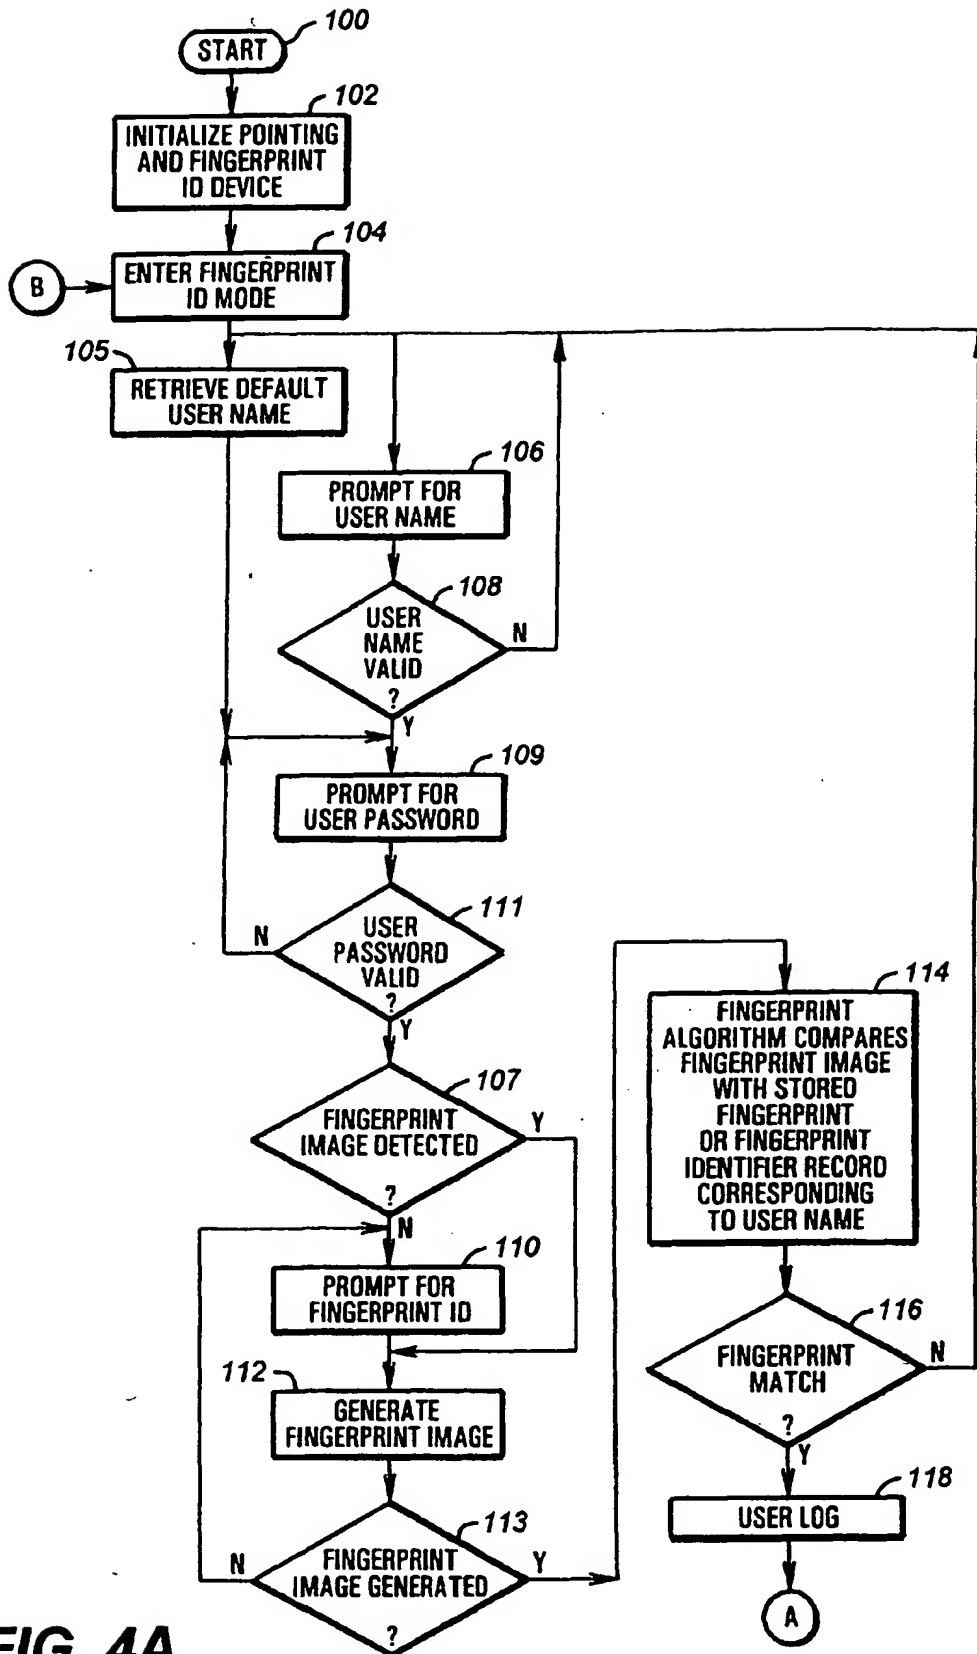 100
START
102
INITIALIZE POINTING
AND FINGERPRINT
ID DEVICE
104
B
ENTER FINGERPRINT
ID MODE
105
RETRIEVE DEFAULT
USER NAME
106
PROMPT FOR
USER NAME
108
USER
NAME
VALID
?
N
Y
109
PROMPT FOR
USER PASSWORD
111
USER
PASSWORD
VALID
?
N
Y
107
FINGERPRINT
IMAGE DETECTED
?
Y
N
110
PROMPT FOR
FINGERPRINT ID
112
GENERATE
FINGERPRINT IMAGE
113
FINGERPRINT
IMAGE GENERATED
?
N
Y
114
FINGERPRINT
ALGORITHM COMPARES
FINGERPRINT IMAGE
WITH STORED
FINGERPRINT
OR FINGERPRINT
IDENTIFIER RECORD
CORRESPONDING
TO USER NAME
116
FINGERPRINT
MATCH
?
N
Y
118
USER LOG
A
FIG. 4A